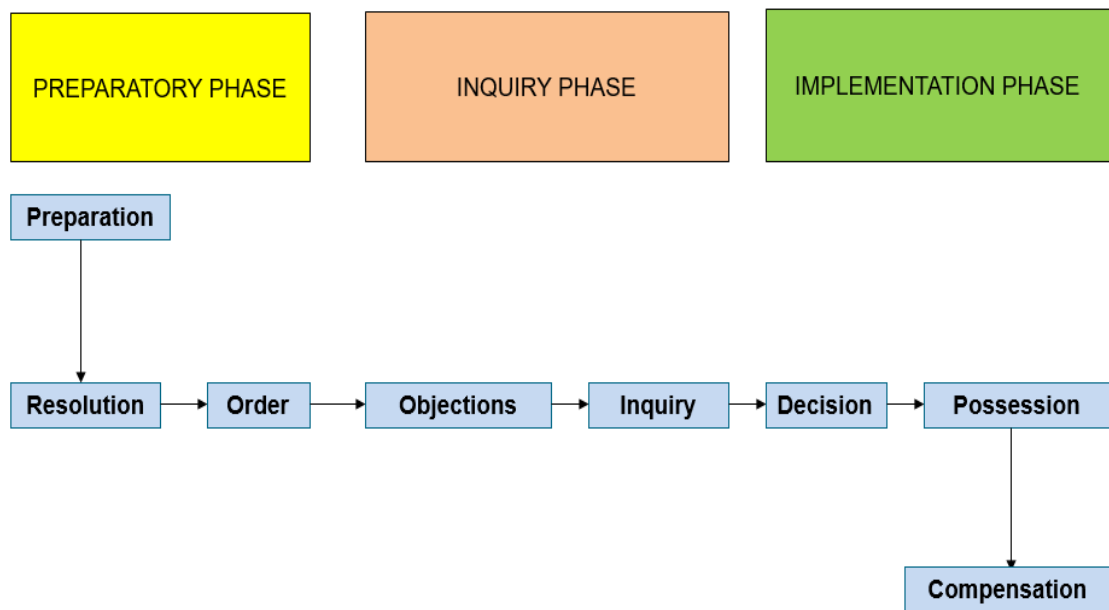 PREPARATORY PHASE
INQUIRY PHASE
IMPLEMENTATION PHASE
Preparation
Resolution
Order
Objections
Inquiry
Decision
Possession
Compensation